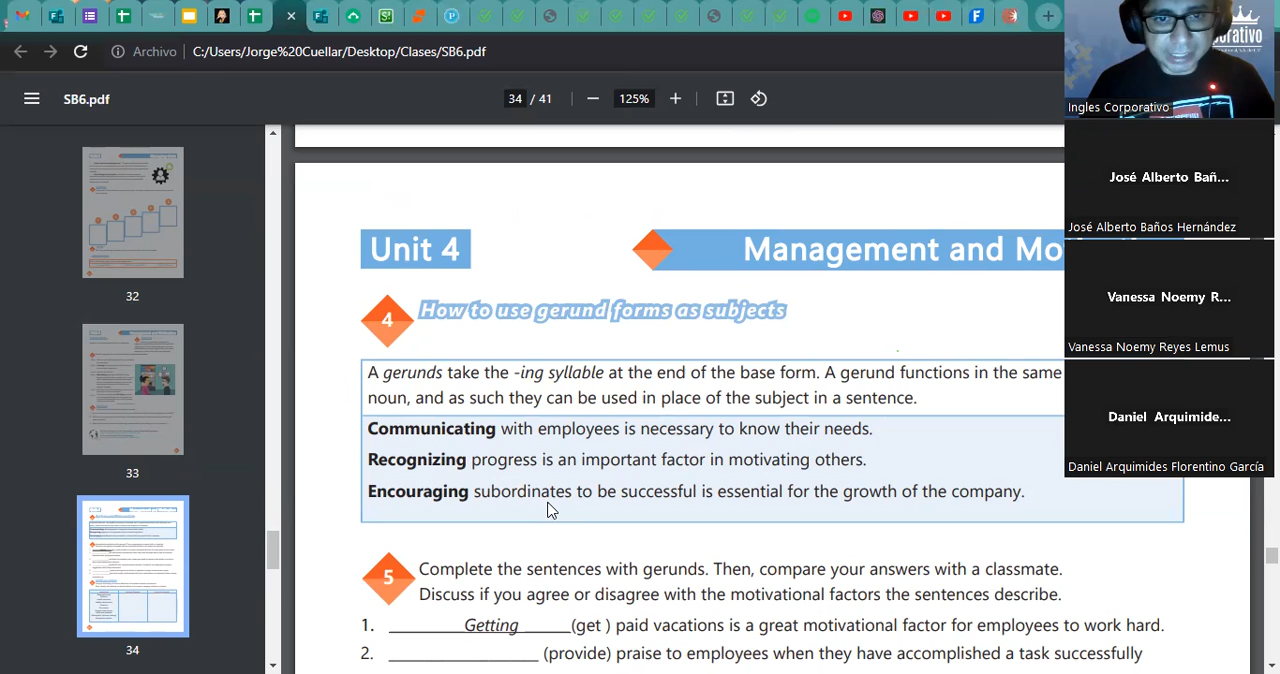 Archivo C:/Users/Jorge%20Cuellar/Desktop/Clases/SB6.pdf
SB6.pdf
34 / 41
125%
32
33
34
Unit 4
Management and Mo
4
How to use gerund forms as subjects
A gerunds take the -ing syllable at the end of the base form. A gerund functions in the same
noun, and as such they can be used in place of the subject in a sentence.
Communicating with employees is necessary to know their needs.
Recognizing progress is an important factor in motivating others.
Encouraging subordinates to be successful is essential for the growth of the company.
5
Complete the sentences with gerunds. Then, compare your answers with a classmate.
Discuss if you agree or disagree with the motivational factors the sentences describe.
1. Getting (get ) paid vacations is a great motivational factor for employees to work hard.
2. (provide) praise to employees when they have accomplished a task successfully
orativo
Ingles Corporativo
José Alberto Bañ...
José Alberto Baños Hernández
Vanessa Noemy R...
Vanessa Noemy Reyes Lemus
Daniel Arquimide...
Daniel Arquimides Florentino García